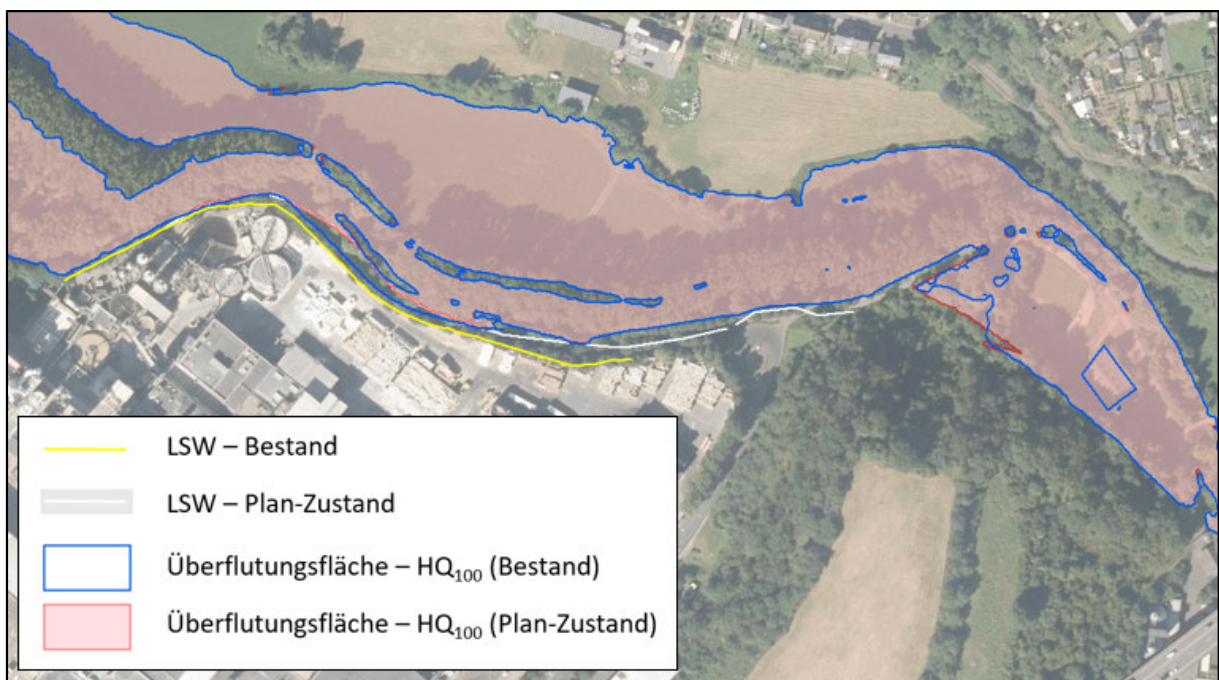 LSW – Bestand
LSW – Plan-Zustand
Überflutungsfläche – HQ₁₀₀ (Bestand)
Überflutungsfläche – HQ₁₀₀ (Plan-Zustand)